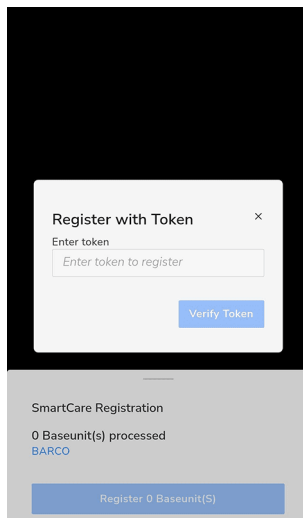 Register with Token
Enter token
Enter token to register
Verify Token
SmartCare Registration
0 Baseunit(s) processed
BARCO
Register 0 Baseunit(S)